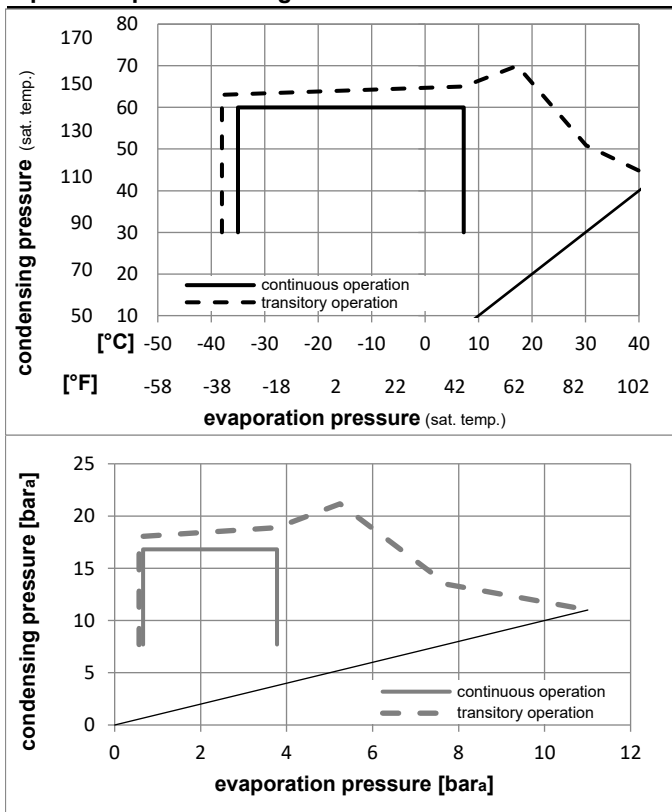 170
150
130
110
90
70
50
80
70
60
50
40
30
20
10
condensing pressure (sat. temp.)
continuous operation
transitory operation
[°C] -50 -40 -30 -20 -10 0 10 20 30 40
[°F] -58 -38 -18 2 22 42 62 82 102
evaporation pressure (sat. temp.)
25
20
15
10
5
0
condensing pressure [bara]
continuous operation
transitory operation
0 2 4 6 8 10 12
evaporation pressure [bara]